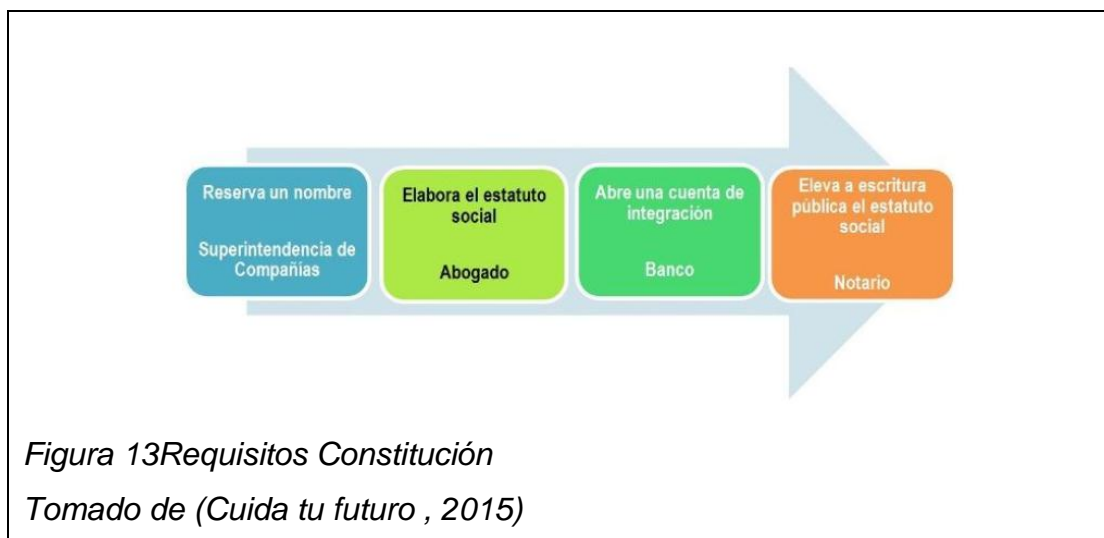 Reserva un nombre
Superintendencia de
Compañías
Elabora el estatuto
social
Abogado
Abre una cuenta de
integración
Banco
Eleva a escritura
pública el estatuto
social
Notario
Figura 13Requisitos Constitución
Tomado de (Cuida tu futuro , 2015)